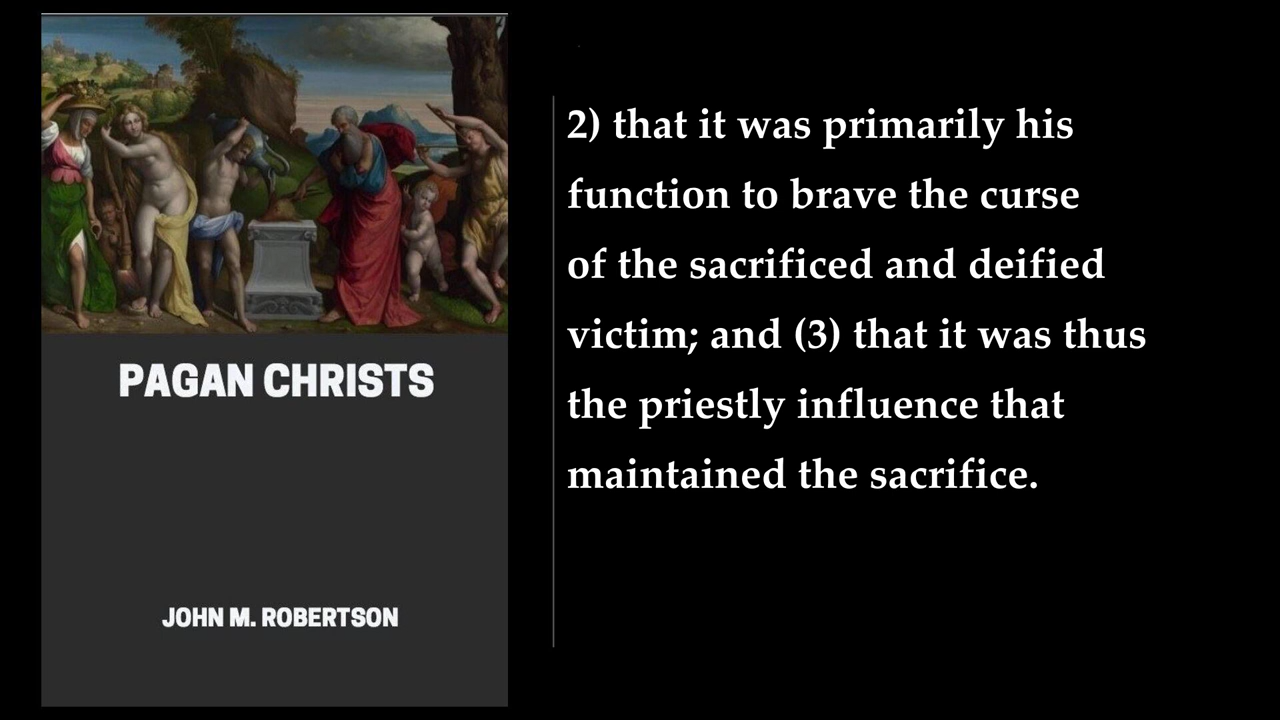 PAGAN CHRISTS
JOHN M. ROBERTSON
2) that it was primarily his
function to brave the curse
of the sacrificed and deified
victim; and (3) that it was thus
the priestly influence that
maintained the sacrifice.